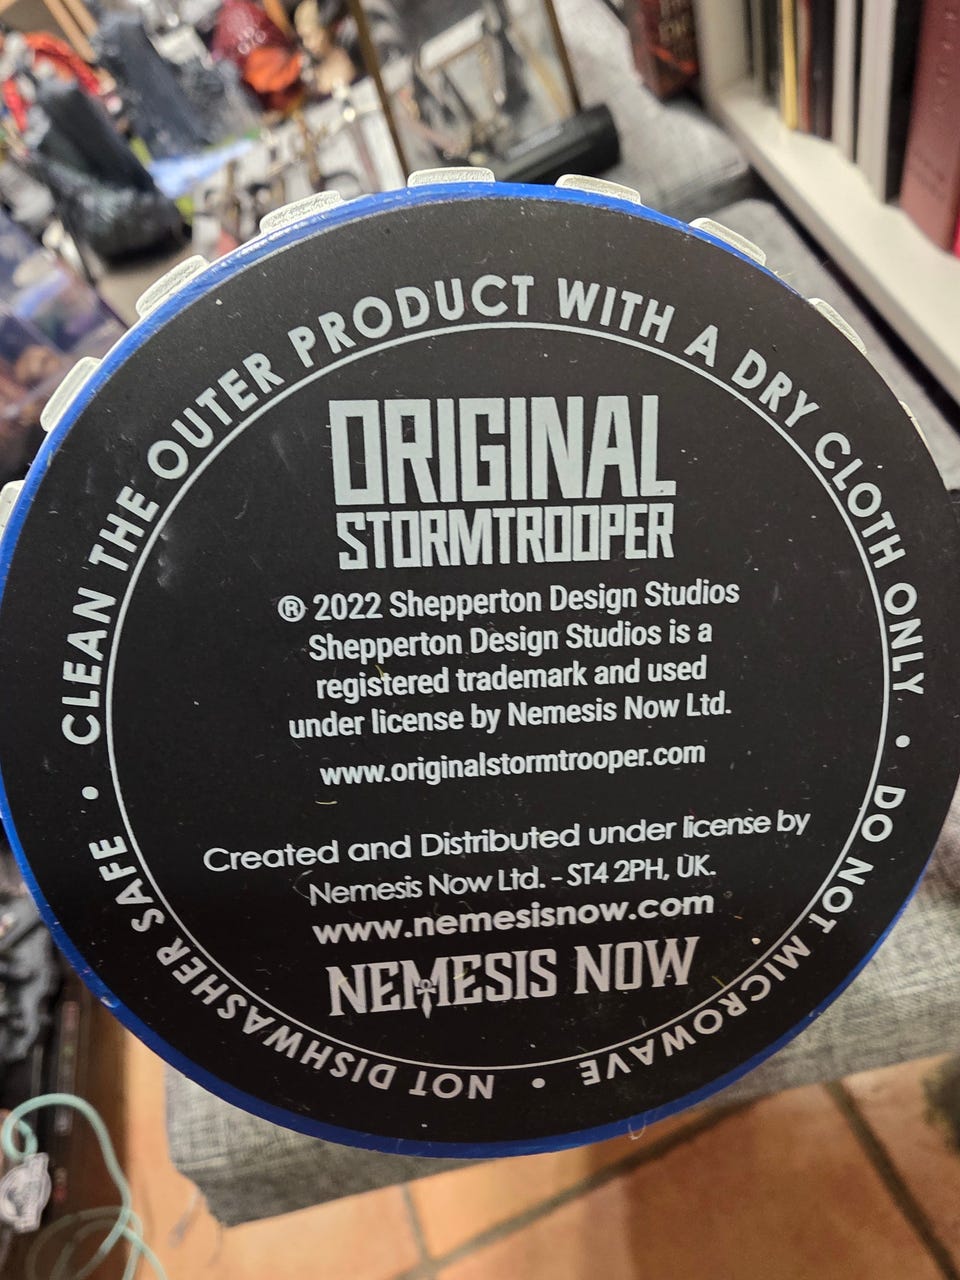 CLEAN THE OUTER PRODUCT WITH A DRY CLOTH ONLY • DO NOT MICROWAVE • NOT DISHWASHER SAFE •
ORIGINAL
STORMTROOPER
® 2022 Shepperton Design Studios
Shepperton Design Studios is a
registered trademark and used
under license by Nemesis Now Ltd.
www.originalstormtrooper.com
Created and Distributed under license by
Nemesis Now Ltd. - ST4 2PH, UK.
www.nemesisnow.com
NEMESIS NOW